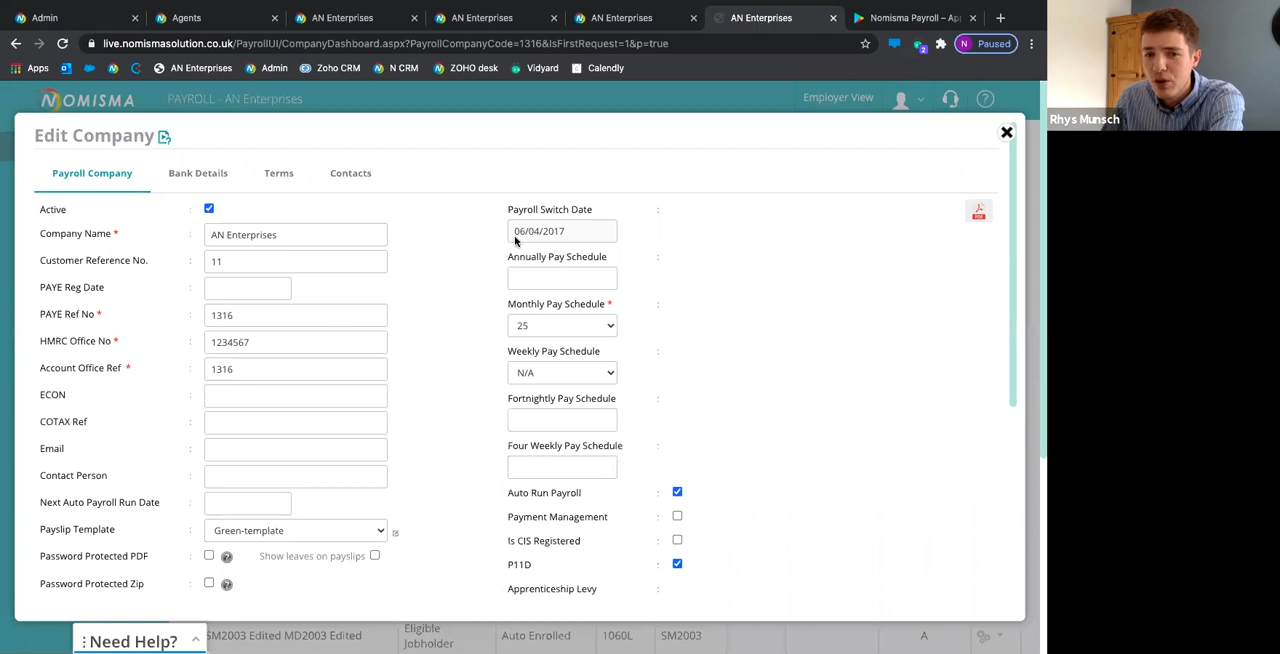 Admin
Agents
AN Enterprises
AN Enterprises
AN Enterprises
AN Enterprises
Nomisma Payroll – Ap
live.nomismasolution.co.uk/PayrollUI/CompanyDashboard.aspx?PayrollCompanyCode=1316&IsFirstRequest=1&p=true
2
N Paused
Apps
AN Enterprises
Admin
Zoho CRM
N CRM
ZOHO desk
Vidyard
Calendly
NOMISMA
PAYROLL - AN Enterprises
Employer View
Rhys Munsch
Edit Company
Payroll Company
Bank Details
Terms
Contacts
Active :
Company Name * : AN Enterprises
Customer Reference No. : 11
PAYE Reg Date :
PAYE Ref No * : 1316
HMRC Office No * : 1234567
Account Office Ref * : 1316
ECON :
COTAX Ref :
Email :
Contact Person :
Next Auto Payroll Run Date :
Payslip Template : Green-template
Password Protected PDF : ? Show leaves on payslips
Password Protected Zip : ?
Payroll Switch Date :
06/04/2017
Annually Pay Schedule :
Monthly Pay Schedule * :
25
Weekly Pay Schedule :
N/A
Fortnightly Pay Schedule :
Four Weekly Pay Schedule :
Auto Run Payroll :
Payment Management :
Is CIS Registered :
P11D :
Apprenticeship Levy :
PDF
Need Help?
SM2003 Edited MD2003 Edited
Eligible
Jobholder
Auto Enrolled
1060L
SM2003
A